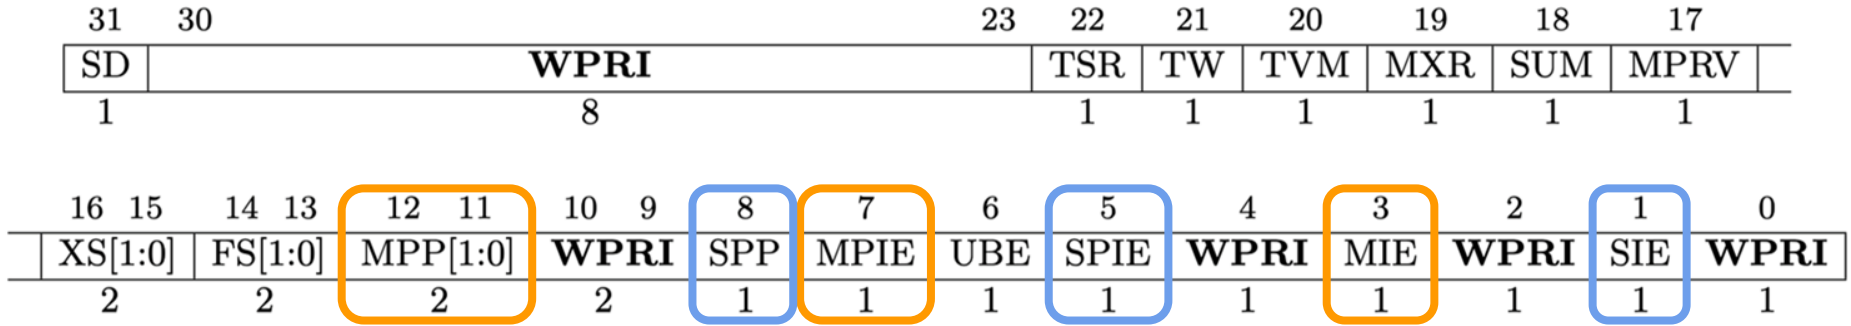 31 30 23 22 21 20 19 18 17
SD WPRI TSR TW TVM MXR SUM MPRV
1 8 1 1 1 1 1 1
16 15 14 13 12 11 10 9 8 7 6 5 4 3 2 1 0
XS[1:0] FS[1:0] MPP[1:0] WPRI SPP MPIE UBE SPIE WPRI MIE WPRI SIE WPRI
2 2 2 2 1 1 1 1 1 1 1 1 1